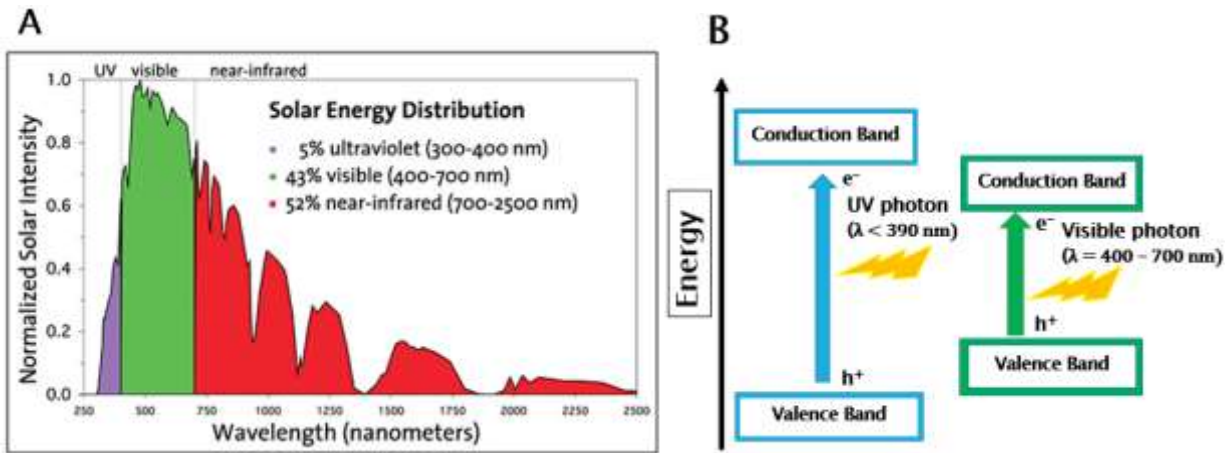 A
UV visible near-infrared
Solar Energy Distribution
5% ultraviolet (300-400 nm)
43% visible (400-700 nm)
52% near-infrared (700-2500 nm)
Normalized Solar Intensity
1.0
0.8
0.6
0.4
0.2
0.0
250 500 750 1000 1250 1500 1750 2000 2250 2500
Wavelength (nanometers)
B
Energy
Conduction Band
e⁻
UV photon
(λ < 390 nm)
h⁺
Valence Band
Conduction Band
e⁻
Visible photon
(λ = 400 – 700 nm)
h⁺
Valence Band